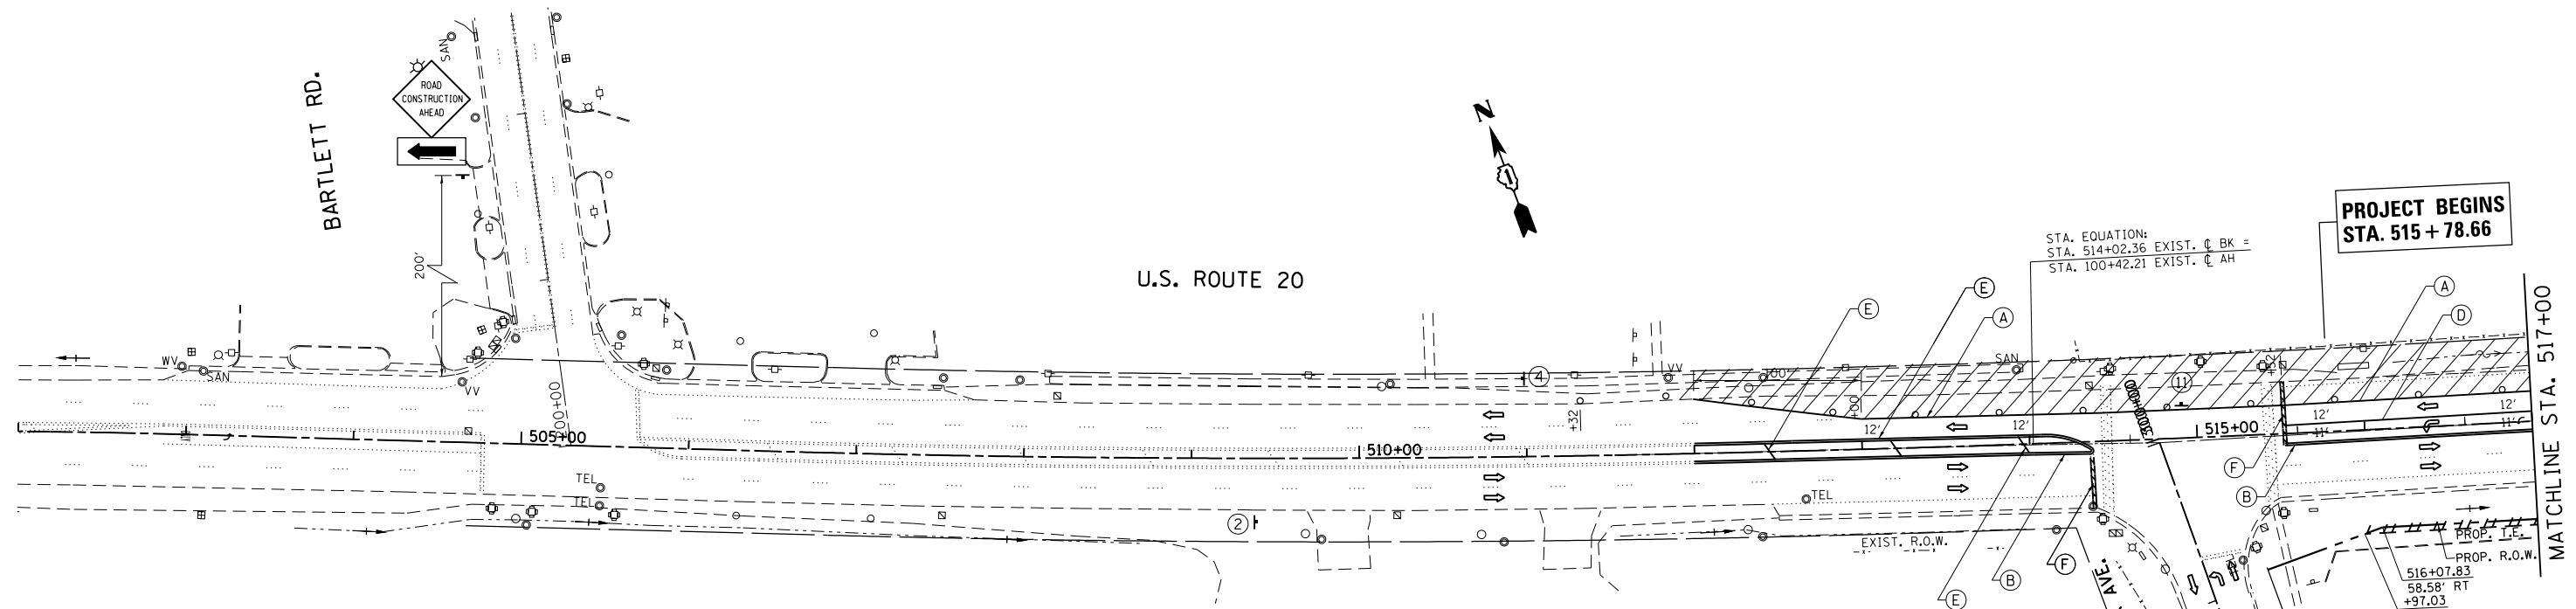 BARTLETT RD.
SAN
ROAD
CONSTRUCTION
AHEAD
200'
N
1
U.S. ROUTE 20
STA. EQUATION:
STA. 514+02.36 EXIST. ℄ BK =
STA. 100+42.21 EXIST. ℄ AH
PROJECT BEGINS
STA. 515+78.66
MATCHLINE STA. 517+00
E
E
A
A
D
WV
SAN
VV
4
VV
100'
SAN
11
+32
+32
+00
505+00
510+00
515+00
12'
12'
12'
11'
12'
11'
F
B
TEL
TEL
TEL
2
EXIST. R.O.W.
E
B
F
AVE.
PROP. T.E.
PROP. R.O.W.
516+07.83
58.58' RT
+97.03